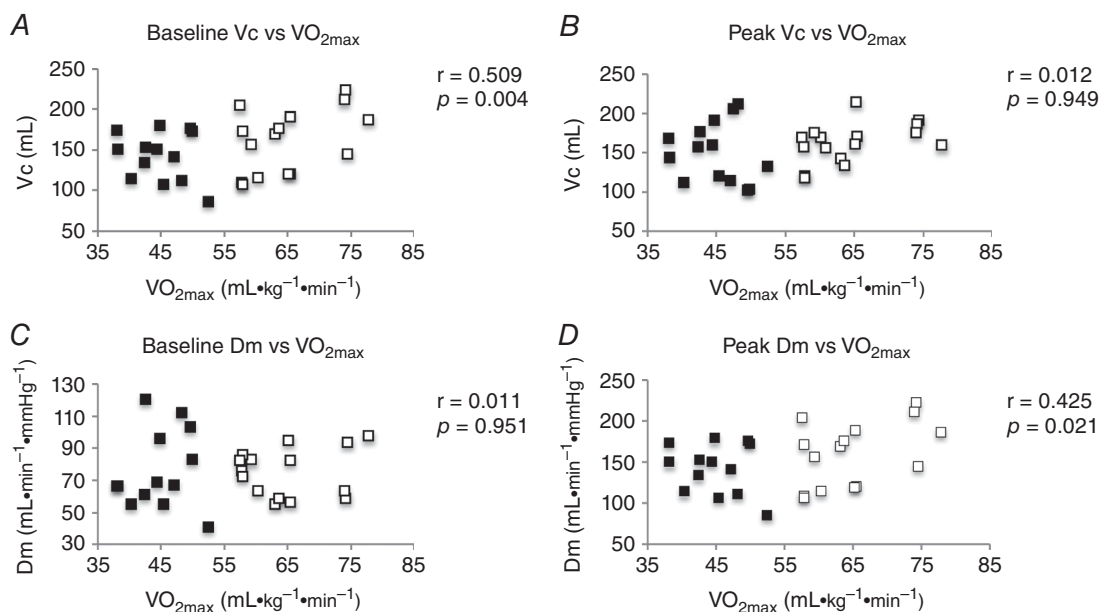 A
Baseline Vc vs VO2max
r = 0.509
p = 0.004
Vc (mL)
250
200
150
100
50
35 45 55 65 75 85
VO2max (mL•kg−1•min−1)
B
Peak Vc vs VO2max
r = 0.012
p = 0.949
Vc (mL)
250
200
150
100
50
35 45 55 65 75 85
VO2max (mL•kg−1•min−1)
C
Baseline Dm vs VO2max
r = 0.011
p = 0.951
Dm (mL•min−1•mmHg−1)
130
110
90
70
50
30
35 45 55 65 75 85
VO2max (mL•kg−1•min−1)
D
Peak Dm vs VO2max
r = 0.425
p = 0.021
Dm (mL•min−1•mmHg−1)
250
200
150
100
50
35 45 55 65 75 85
VO2max (mL•kg−1•min−1)